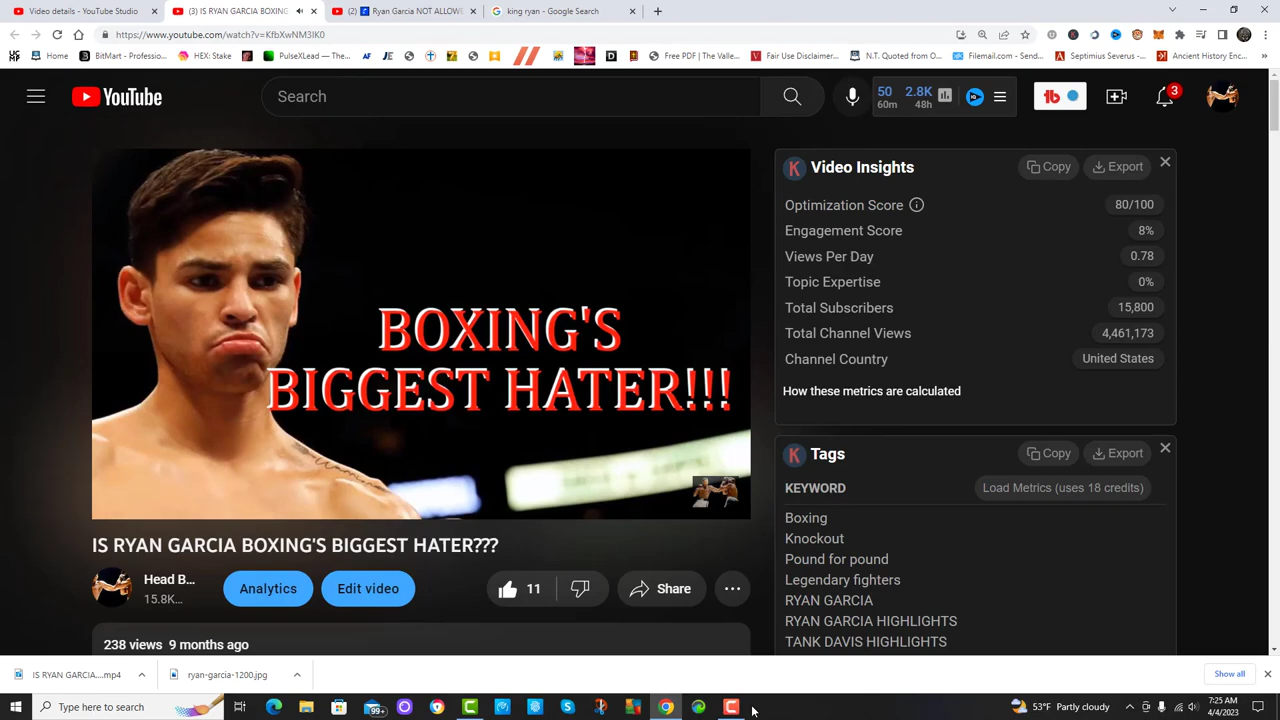 Video details - YouTube Studio
(3) IS RYAN GARCIA BOXING
(2) Ryan Garcia NOT ALLOWE
king ryan - Google Search
https://www.youtube.com/watch?v=KfbXwNM3IK0
Home
BitMart - Professio...
HEX: Stake
PulseXLead — The...
AF
JE
D
Free PDF | The Valle...
Fair Use Disclaimer...
N.T. Quoted from O...
Filemail.com - Send...
Septimius Severus -...
Ancient History Enc...
YouTube
Search
50 2.8K
60m 48h
3
BOXING'S
BIGGEST HATER!!!
IS RYAN GARCIA BOXING'S BIGGEST HATER???
Head B...
15.8K...
Analytics
Edit video
11
Share
238 views 9 months ago
K Video Insights
Copy
Export
Optimization Score 80/100
Engagement Score 8%
Views Per Day 0.78
Topic Expertise 0%
Total Subscribers 15,800
Total Channel Views 4,461,173
Channel Country United States
How these metrics are calculated
K Tags
Copy
Export
KEYWORD Load Metrics (uses 18 credits)
Boxing
Knockout
Pound for pound
Legendary fighters
RYAN GARCIA
RYAN GARCIA HIGHLIGHTS
TANK DAVIS HIGHLIGHTS
IS RYAN GARCIA....mp4
ryan-garcia-1200.jpg
Show all
Type here to search
99+
53°F Partly cloudy
7:25 AM
4/4/2023